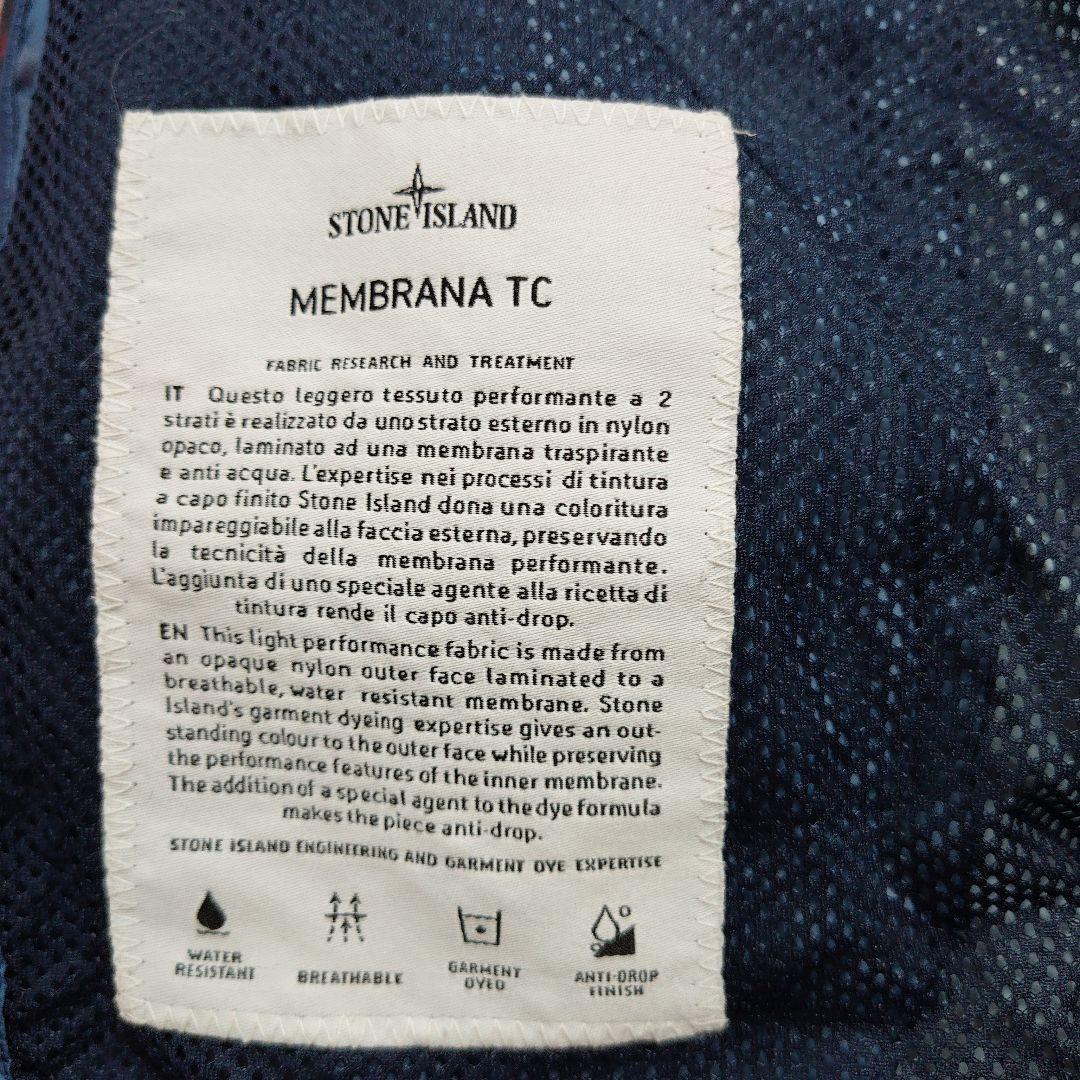 STONE ISLAND
MEMBRANA TC
FABRIC RESEARCH AND TREATMENT
IT Questo leggero tessuto performante a 2
strati è realizzato da uno strato esterno in nylon
opaco, laminato ad una membrana traspirante
e anti acqua. L'expertise nei processi di tintura
a capo finito Stone Island dona una coloritura
impareggiabile alla faccia esterna, preservando
la tecnicità della membrana performante.
L'aggiunta di uno speciale agente alla ricetta di
tintura rende il capo anti-drop.
EN This light performance fabric is made from
an opaque nylon outer face laminated to a
breathable, water resistant membrane. Stone
Island's garment dyeing expertise gives an out-
standing colour to the outer face while preserving
the performance features of the inner membrane.
The addition of a special agent to the dye formula
makes the piece anti-drop.
STONE ISLAND ENGINEERING AND GARMENT DYE EXPERTISE
WATER
RESISTANT
BREATHABLE
GARMENT
DYED
ANTI-DROP
FINISH